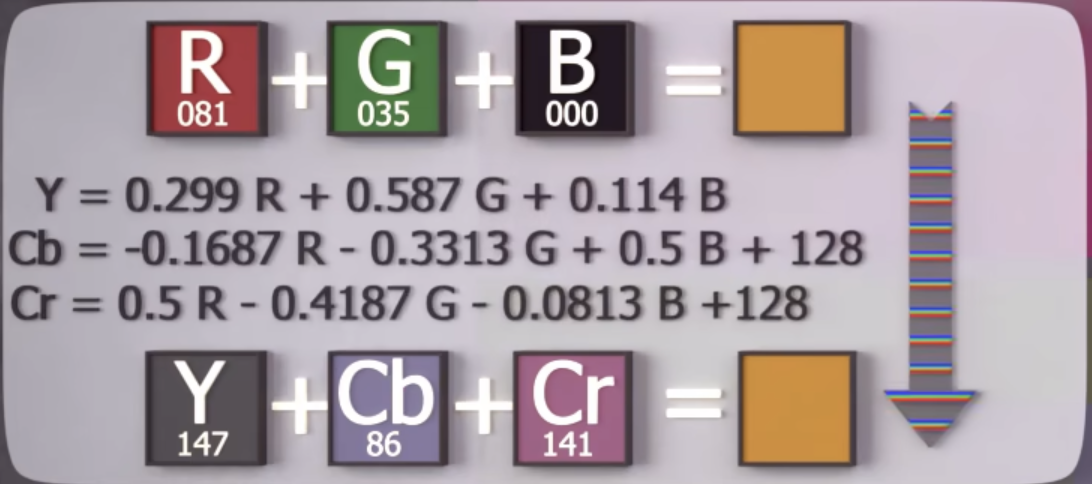 R + G + B =
081 035 000
Y = 0.299 R + 0.587 G + 0.114 B
Cb = -0.1687 R - 0.3313 G + 0.5 B + 128
Cr = 0.5 R - 0.4187 G - 0.0813 B +128
Y + Cb + Cr =
147 86 141